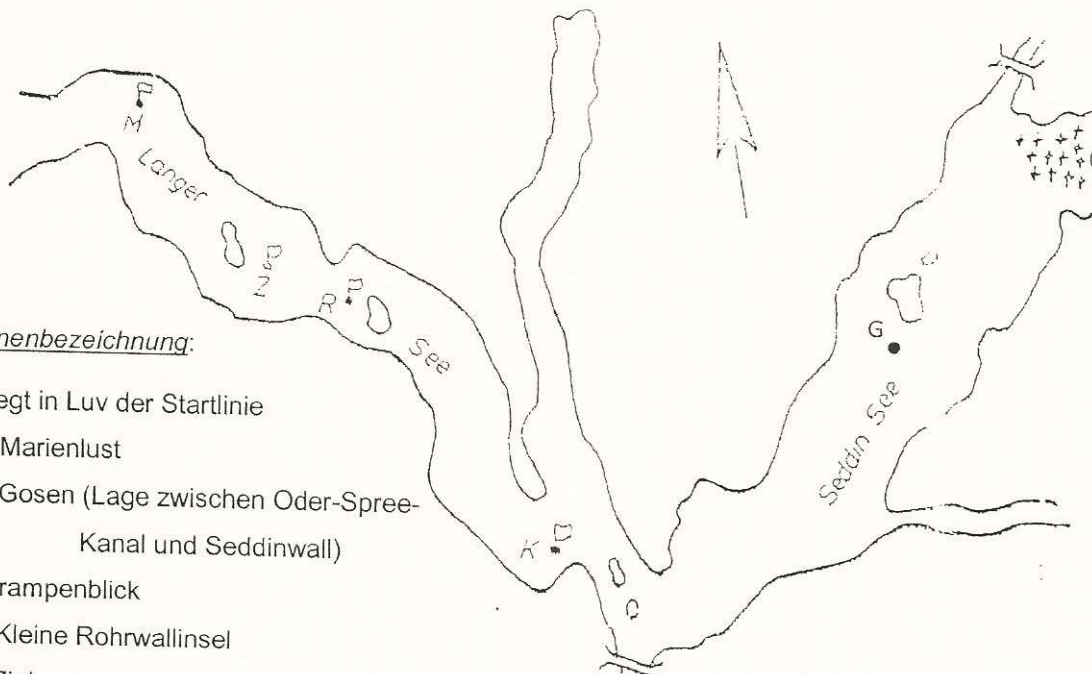 M
Langer
Z
R
See
G
Seddin See
K
nenbezeichnung:
egt in Luv der Startlinie
Marienlust
Gosen (Lage zwischen Oder-Spree-
Kanal und Seddinwall)
rampenblick
Kleine Rohrwallinsel